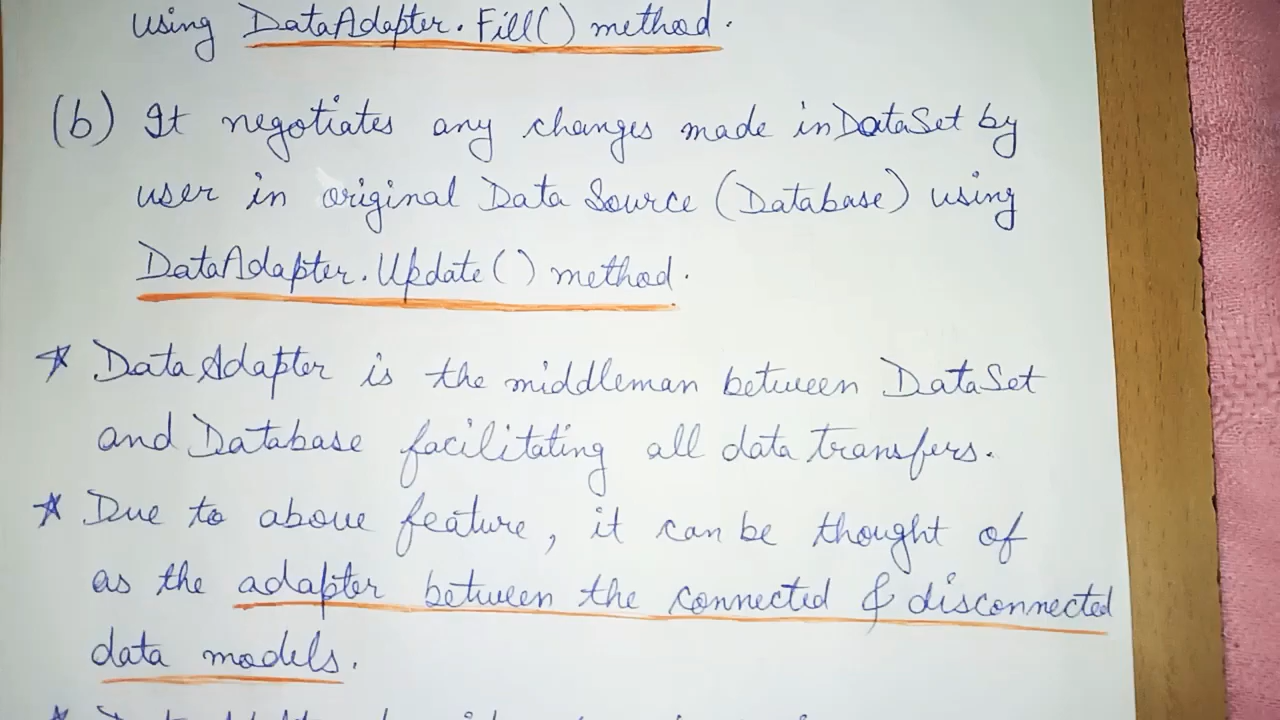 using DataAdapter.Fill() method.
(b) It negotiates any changes made in DataSet by
user in original Data Source (Database) using
DataAdapter.Update() method.
* DataAdapter is the middleman between DataSet
and Database facilitating all data transfers.
* Due to above feature, it can be thought of
as the adapter between the connected & disconnected
data models.